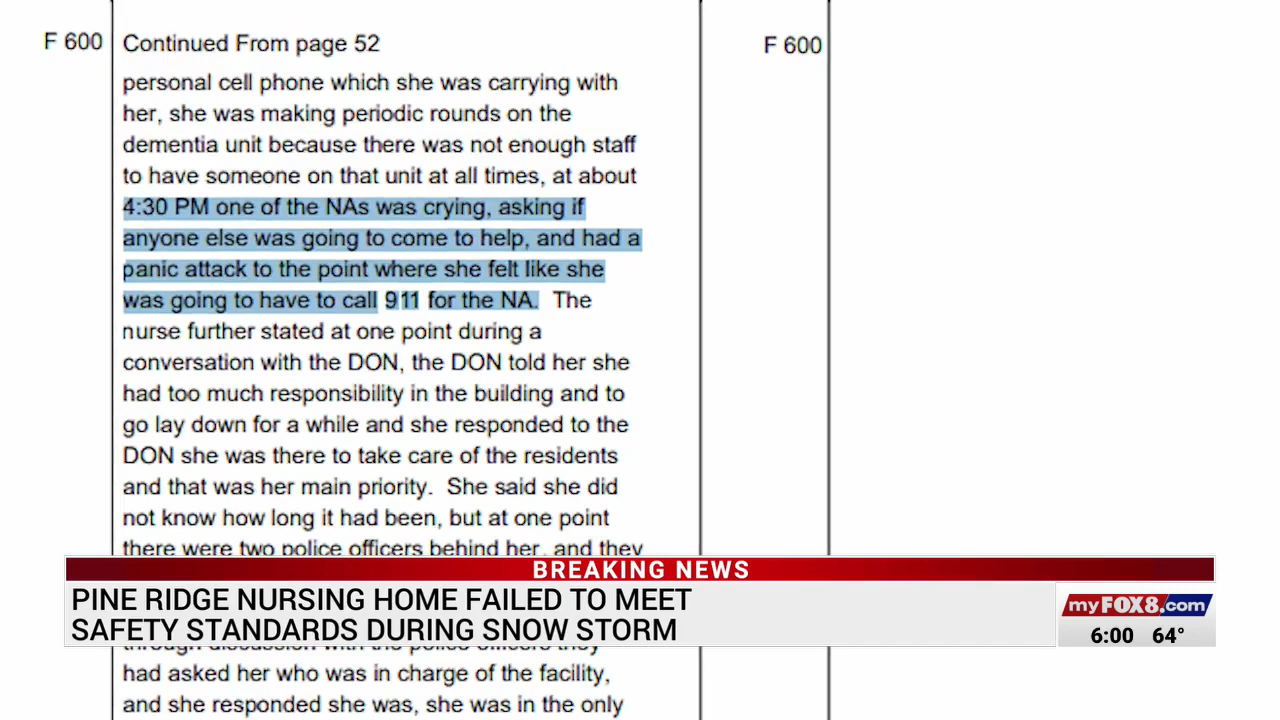 F 600
Continued From page 52
F 600
personal cell phone which she was carrying with
her, she was making periodic rounds on the
dementia unit because there was not enough staff
to have someone on that unit at all times, at about
4:30 PM one of the NAs was crying, asking if
anyone else was going to come to help, and had a
panic attack to the point where she felt like she
was going to have to call 911 for the NA. The
nurse further stated at one point during a
conversation with the DON, the DON told her she
had too much responsibility in the building and to
go lay down for a while and she responded to the
DON she was there to take care of the residents
and that was her main priority. She said she did
not know how long it had been, but at one point
there were two police officers behind her, and they
BREAKING NEWS
PINE RIDGE NURSING HOME FAILED TO MEET
SAFETY STANDARDS DURING SNOW STORM
myFOX8.com
6:00 64°
through discussion with the police officers they
had asked her who was in charge of the facility,
and she responded she was, she was in the only